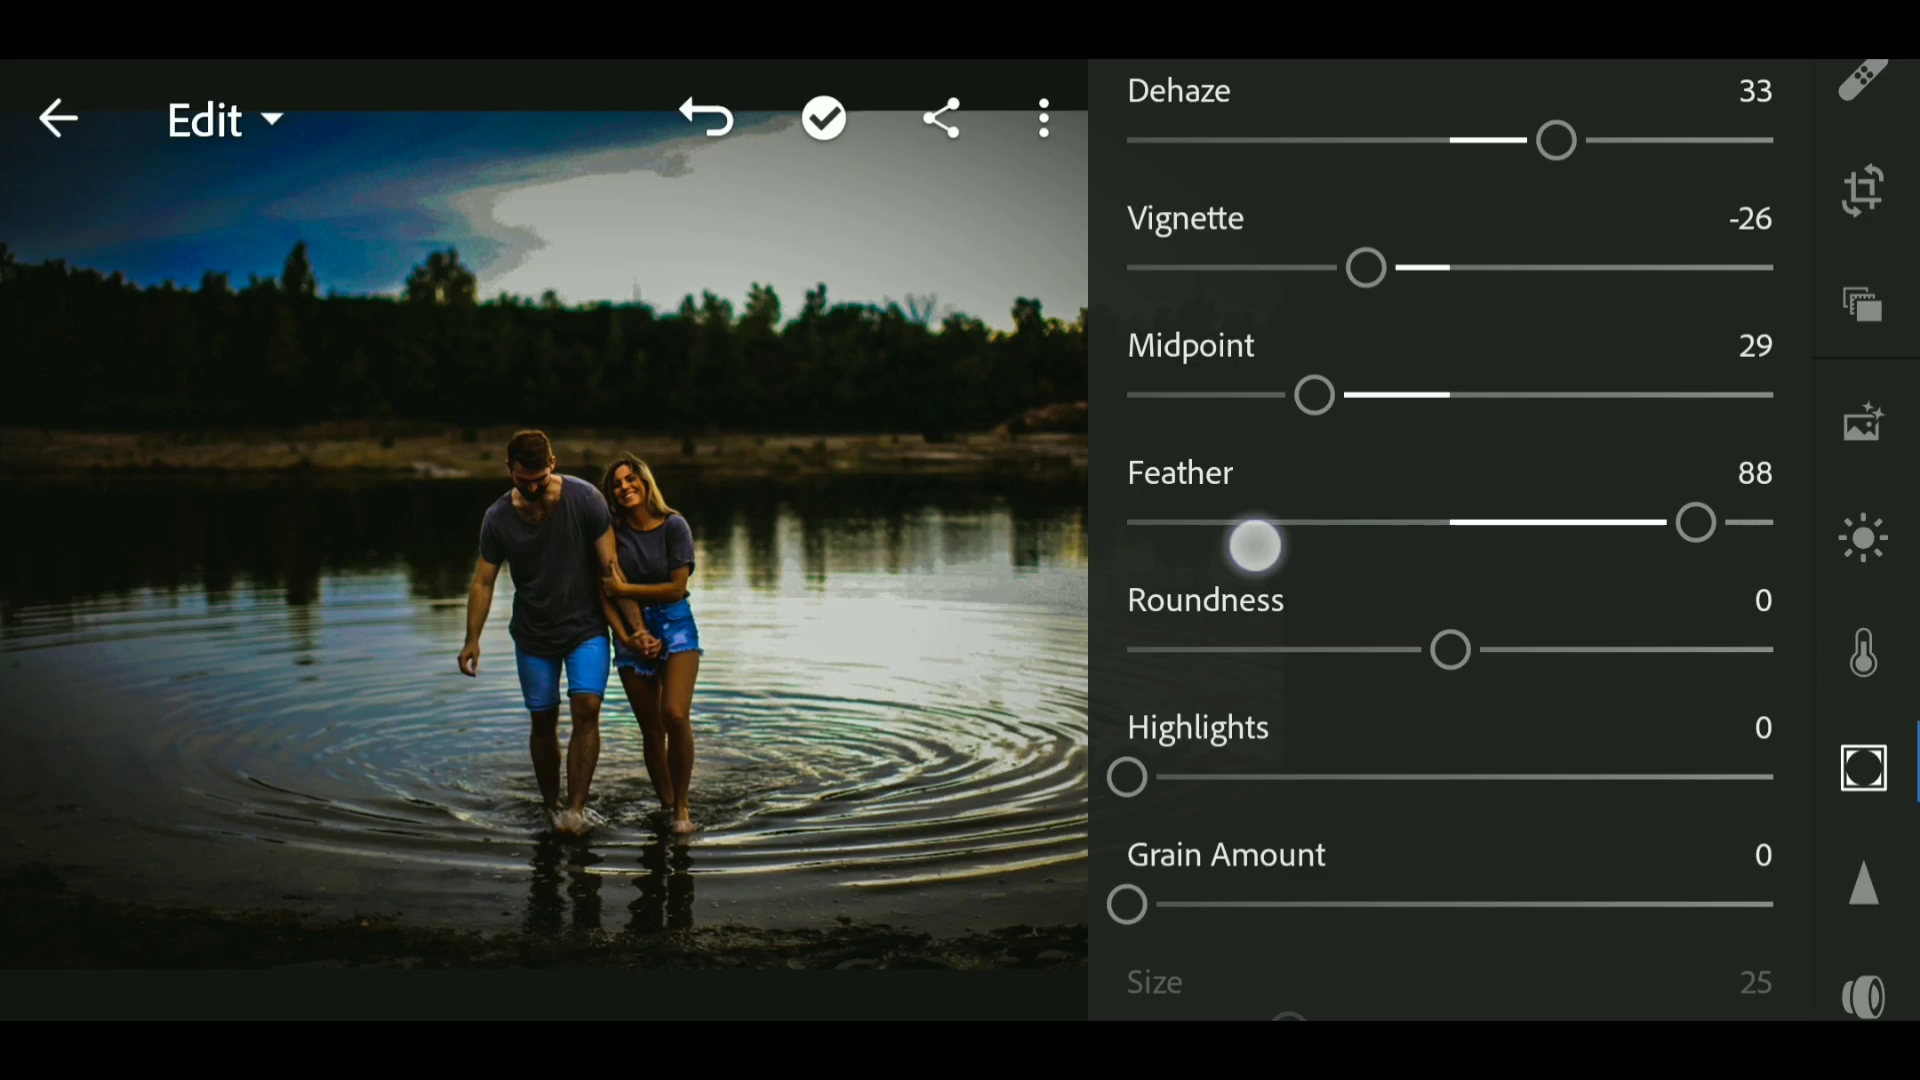 Edit
Dehaze 33
Vignette -26
Midpoint 29
Feather 88
Roundness 0
Highlights 0
Grain Amount 0
Size 25